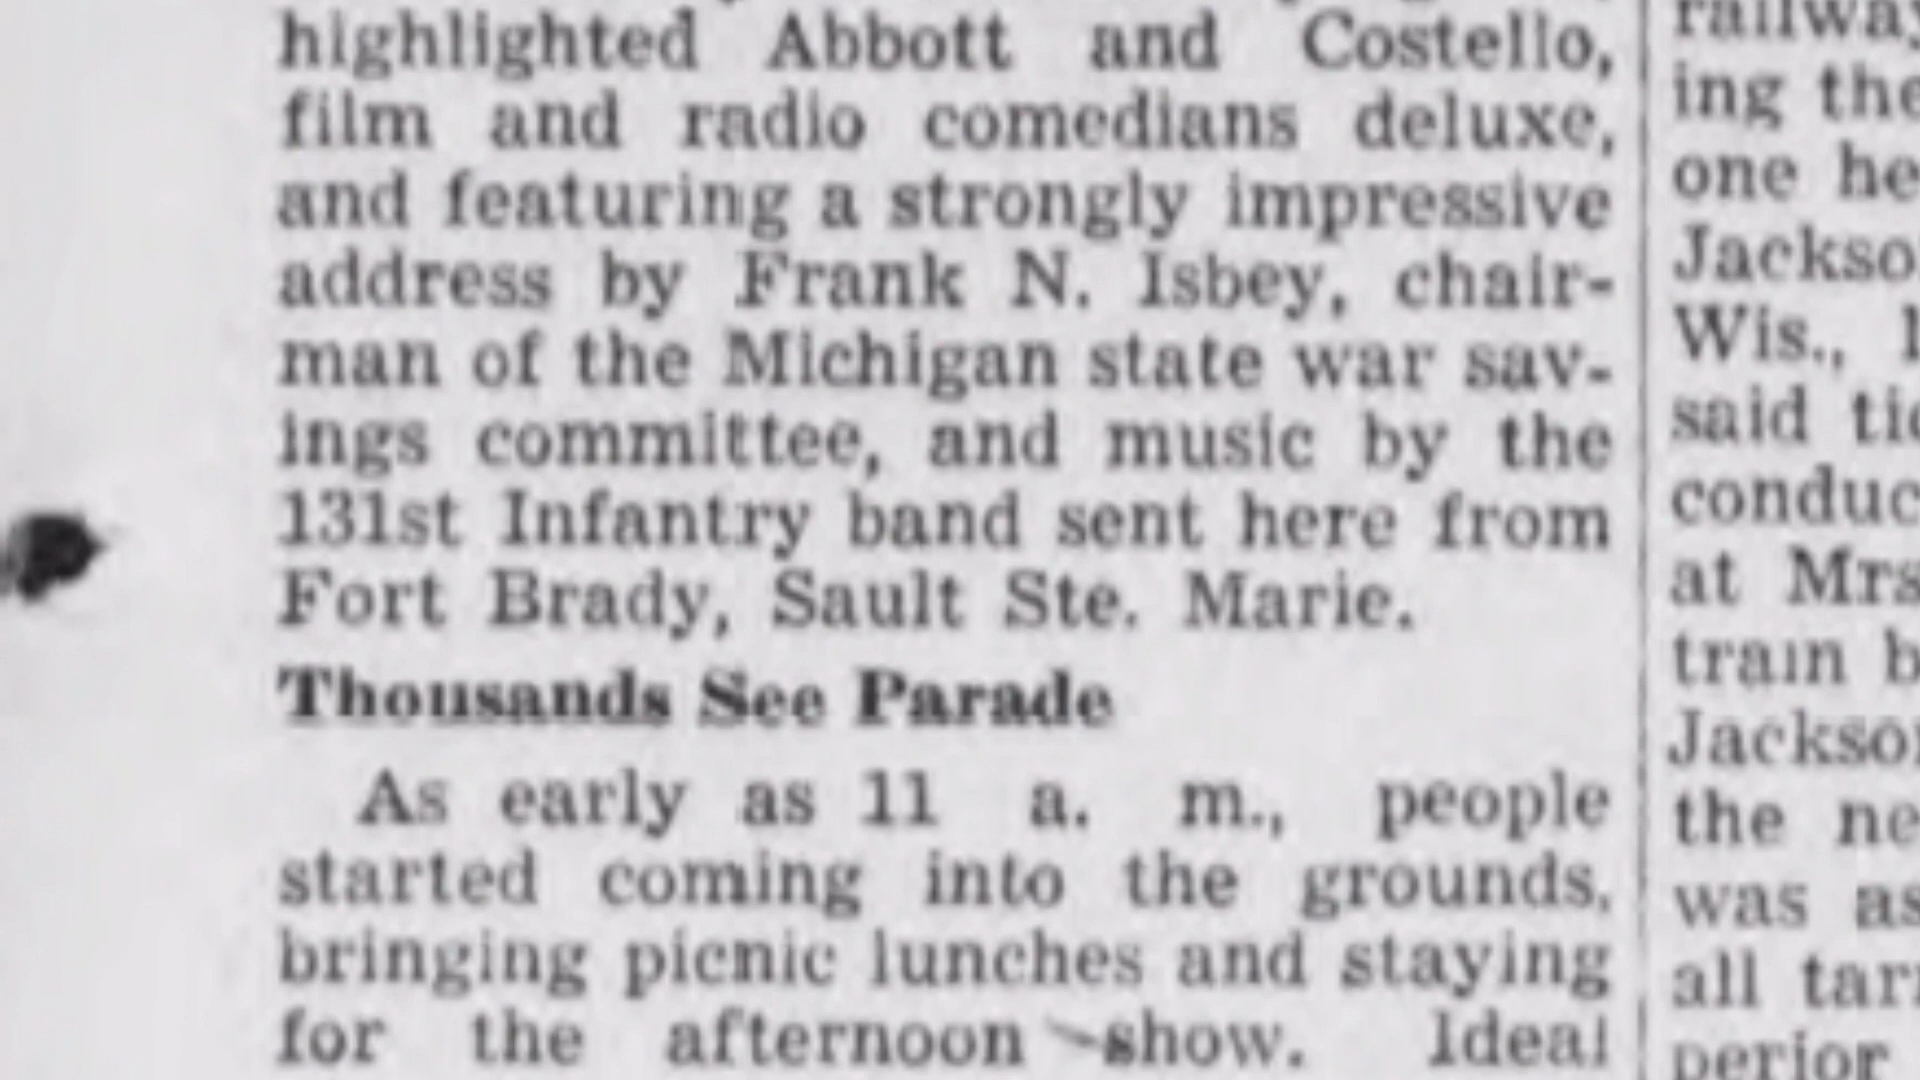 highlighted Abbott and Costello,
film and radio comedians deluxe,
and featuring a strongly impressive
address by Frank N. Isbey, chair-
man of the Michigan state war sav-
ings committee, and music by the
131st Infantry band sent here from
Fort Brady, Sault Ste. Marie.
Thousands See Parade
As early as 11 a. m., people
started coming into the grounds,
bringing picnic lunches and staying
for the afternoon show. Ideal
railway
ing the
one he
Jackso
Wis.,
said
conduc
at Mrs
train b
Jackso
the ne
was as
all tar
perior